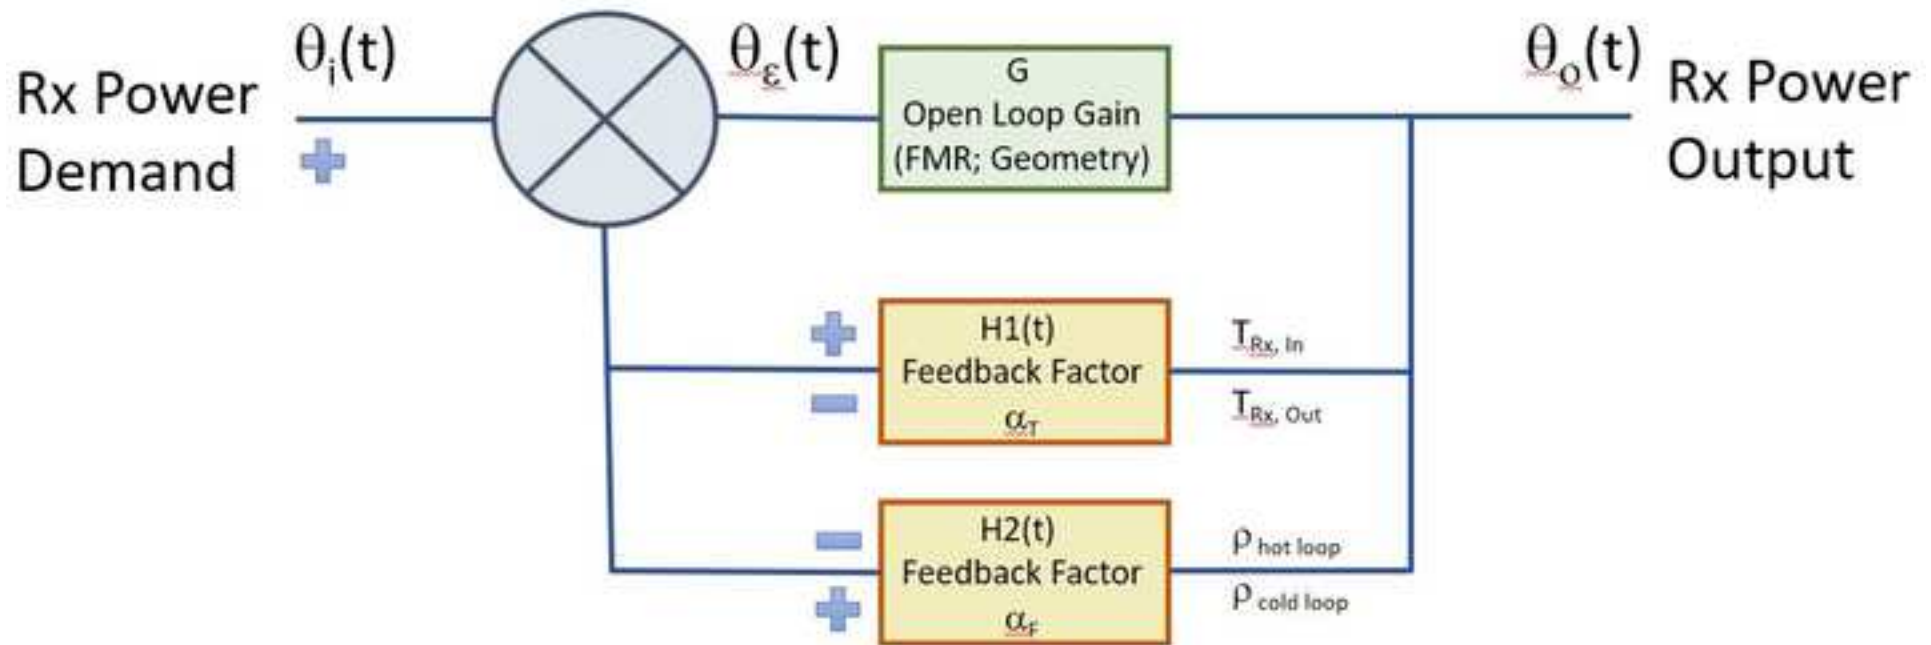 Rx Power
Demand
θi(t)
θε(t)
G
Open Loop Gain
(FMR; Geometry)
θo(t)
Rx Power
Output
H1(t)
Feedback Factor
αT
TRx, In
TRx, Out
H2(t)
Feedback Factor
αF
ρ hot loop
ρ cold loop